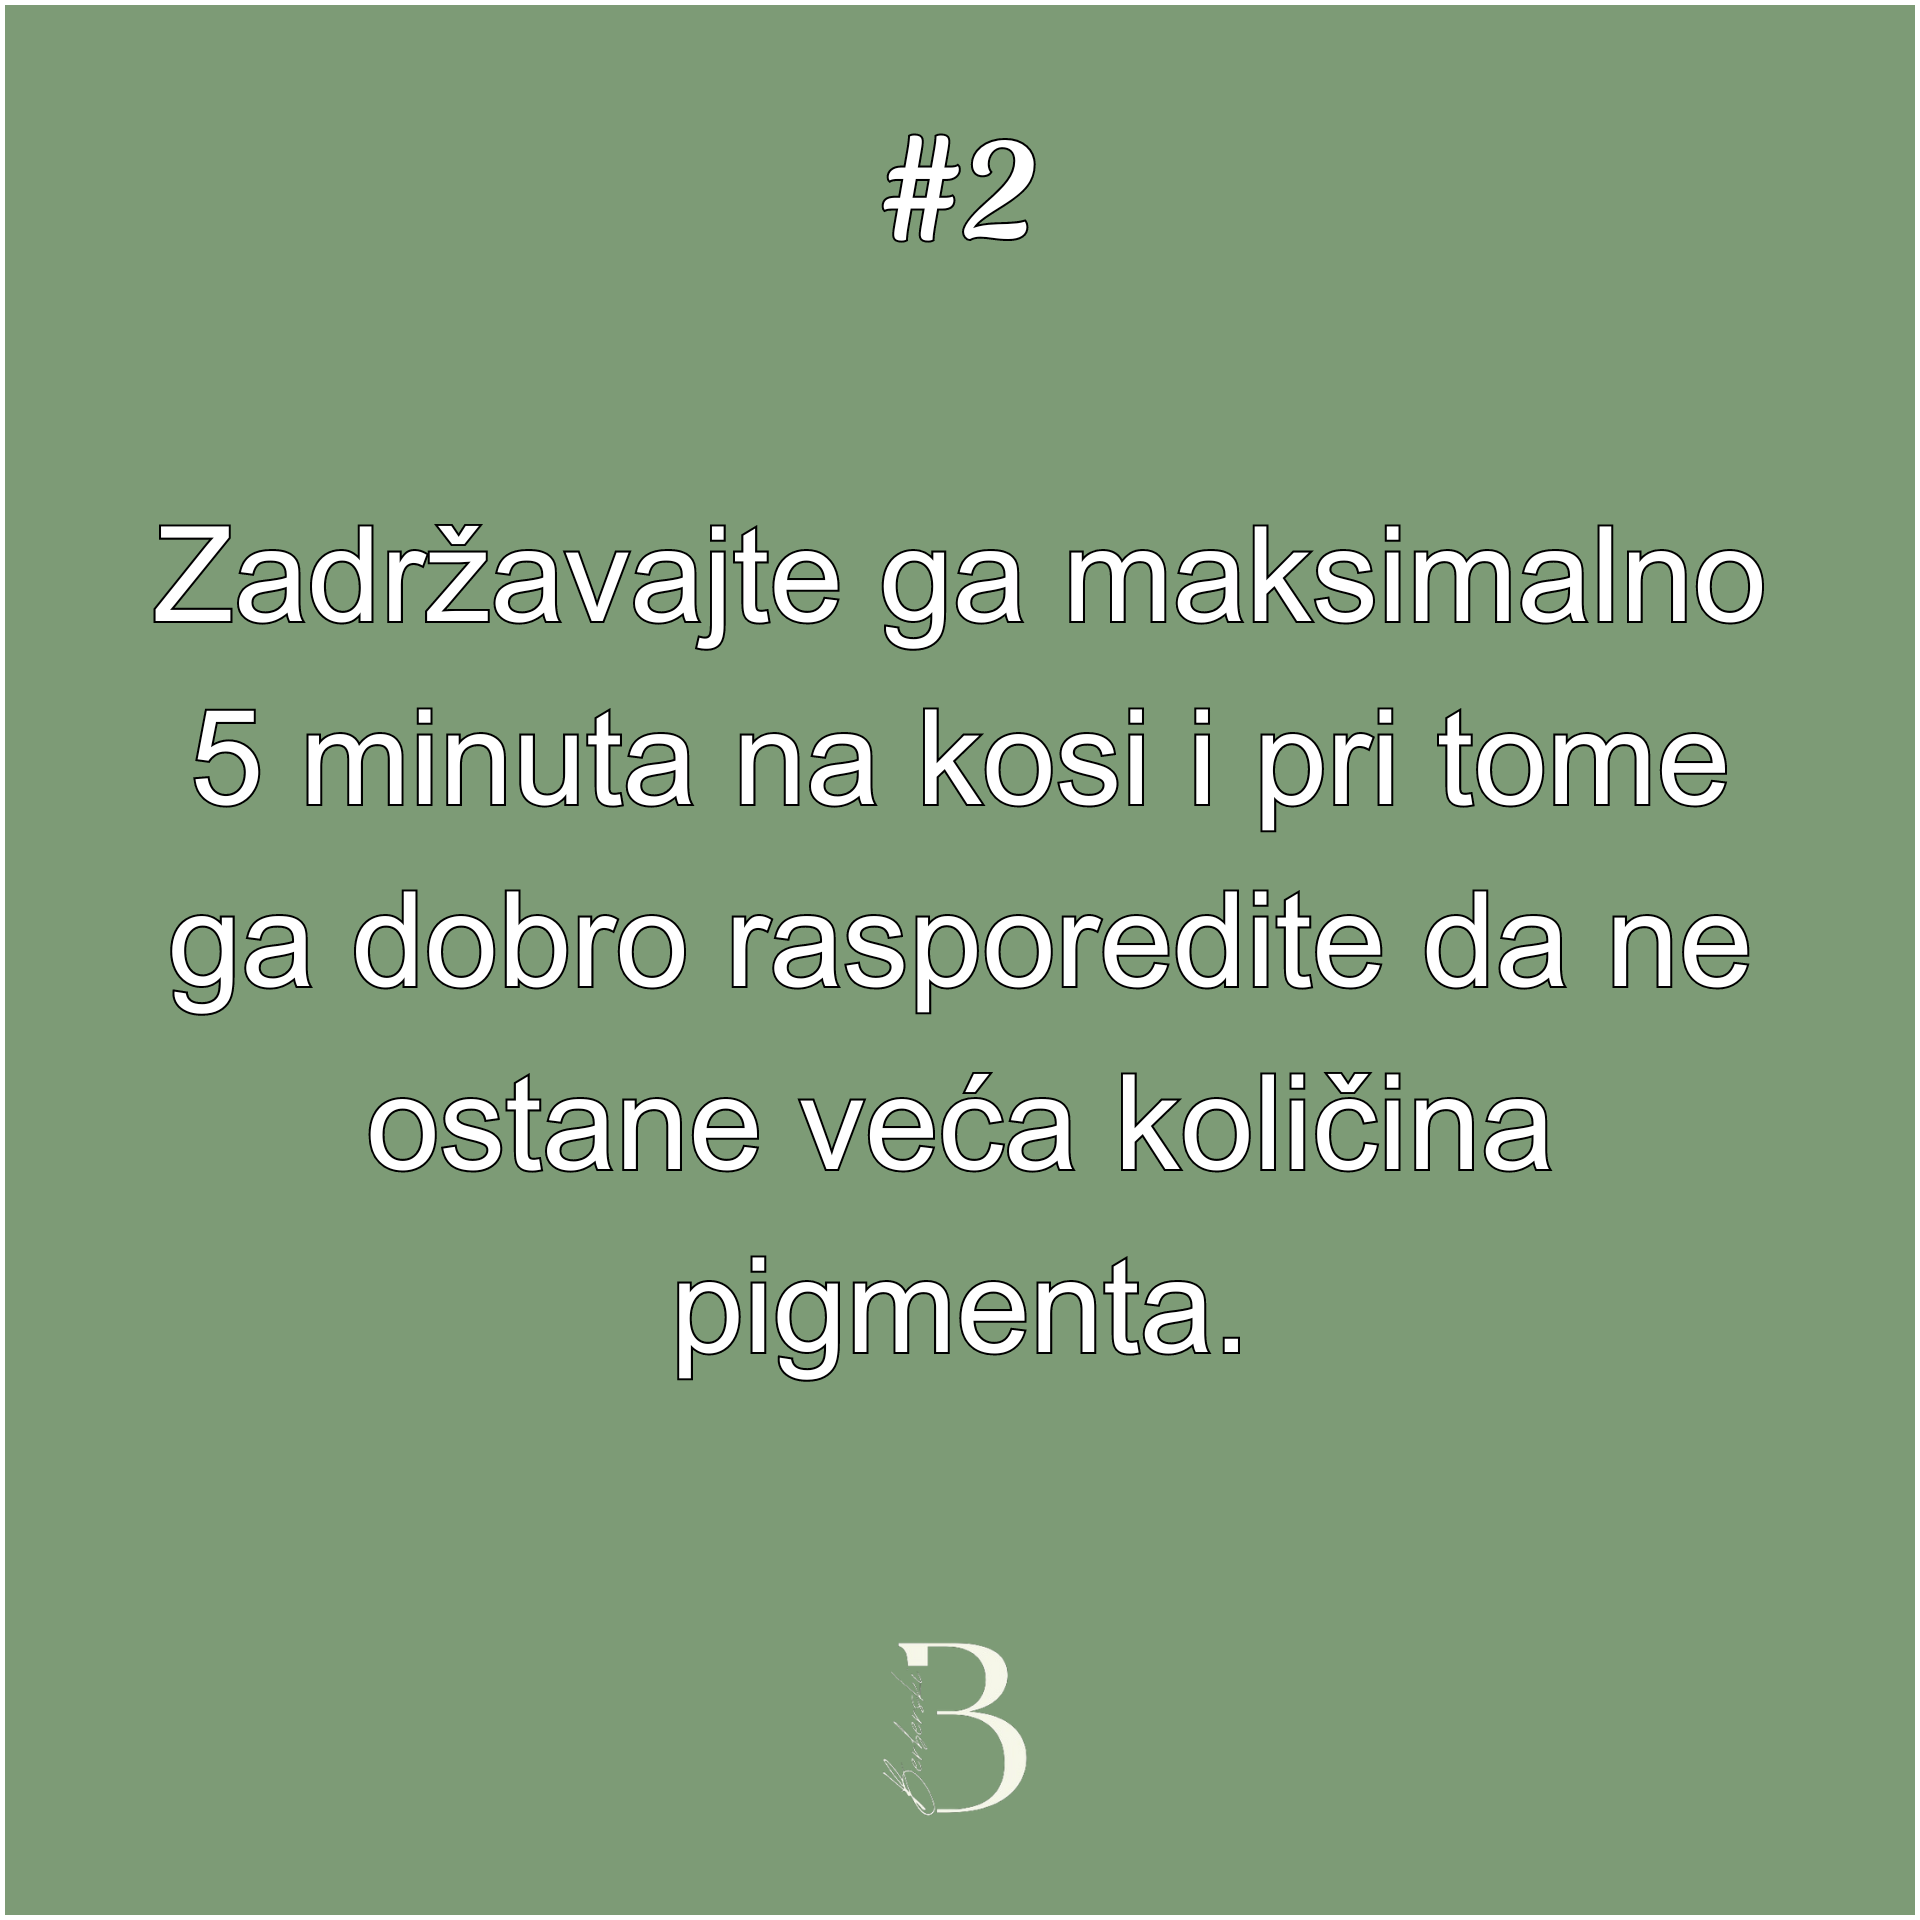 #2
Zadržavajte ga maksimalno
5 minuta na kosi i pri tome
ga dobro rasporedite da ne
ostane veća količina
pigmenta.
B